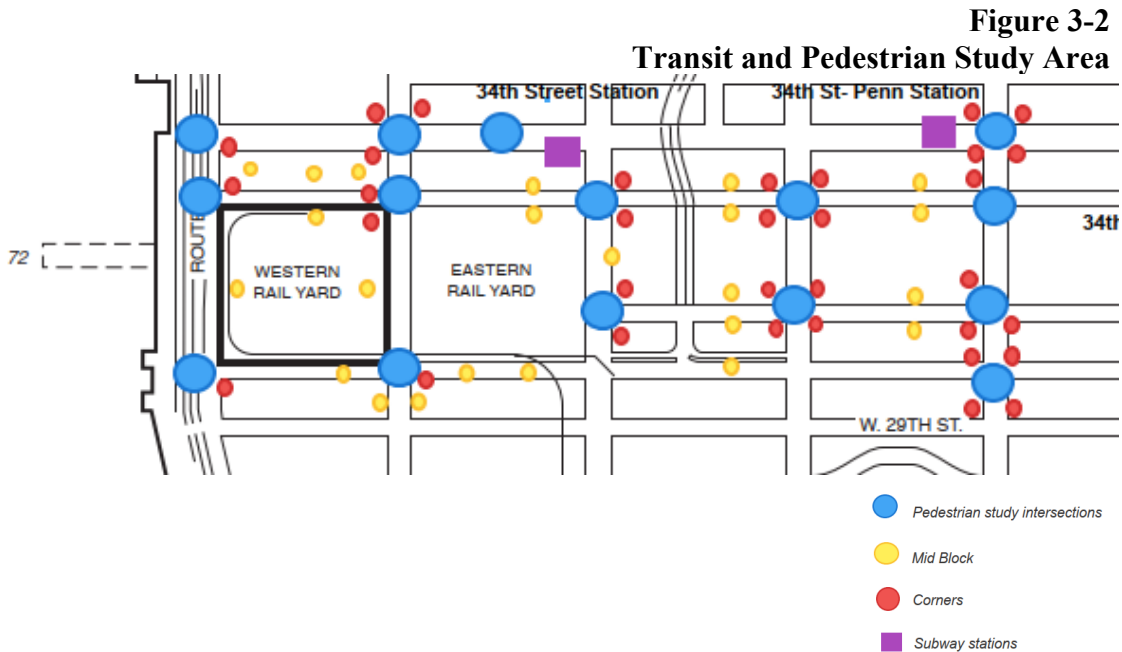 Figure 3-2
Transit and Pedestrian Study Area
34th Street Station
34th St- Penn Station
ROUTE
34th
72
WESTERN
RAIL YARD
EASTERN
RAIL YARD
W. 29TH ST.
Pedestrian study intersections
Mid Block
Corners
Subway stations